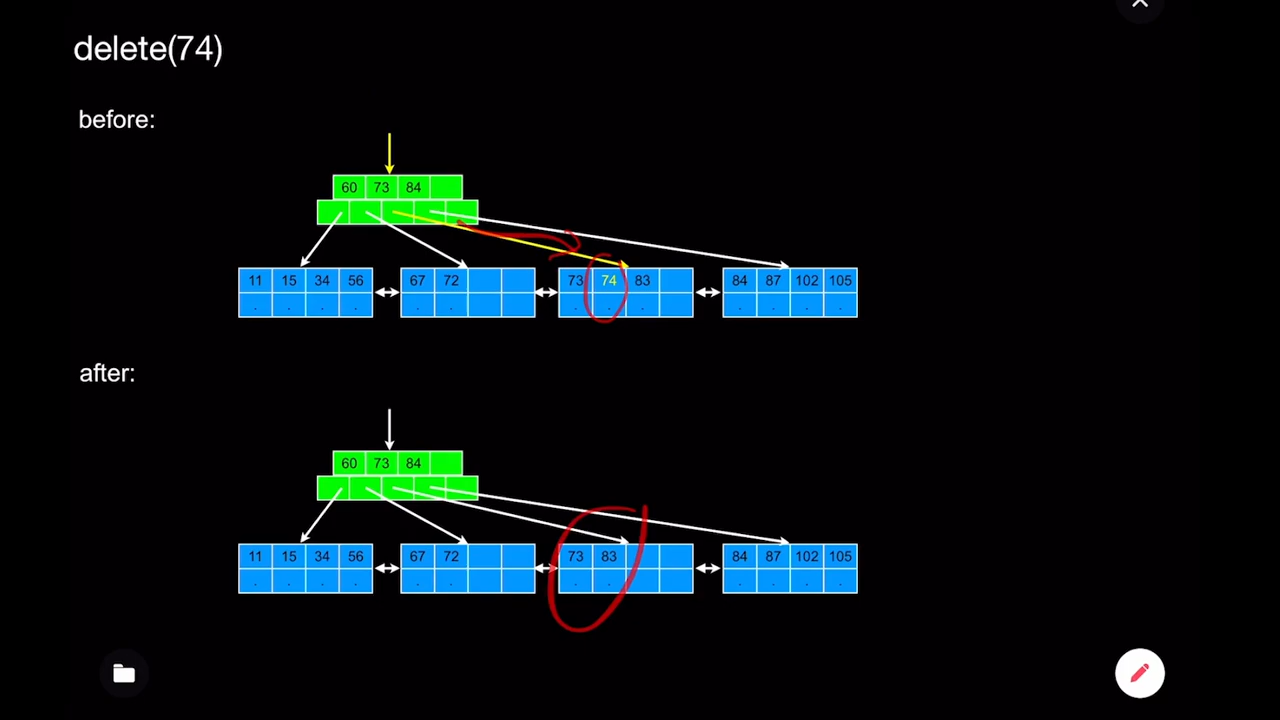 delete(74)
before:
60 73 84
11 15 34 56 67 72 73 74 83 84 87 102 105
after:
60 73 84
11 15 34 56 67 72 73 83 84 87 102 105